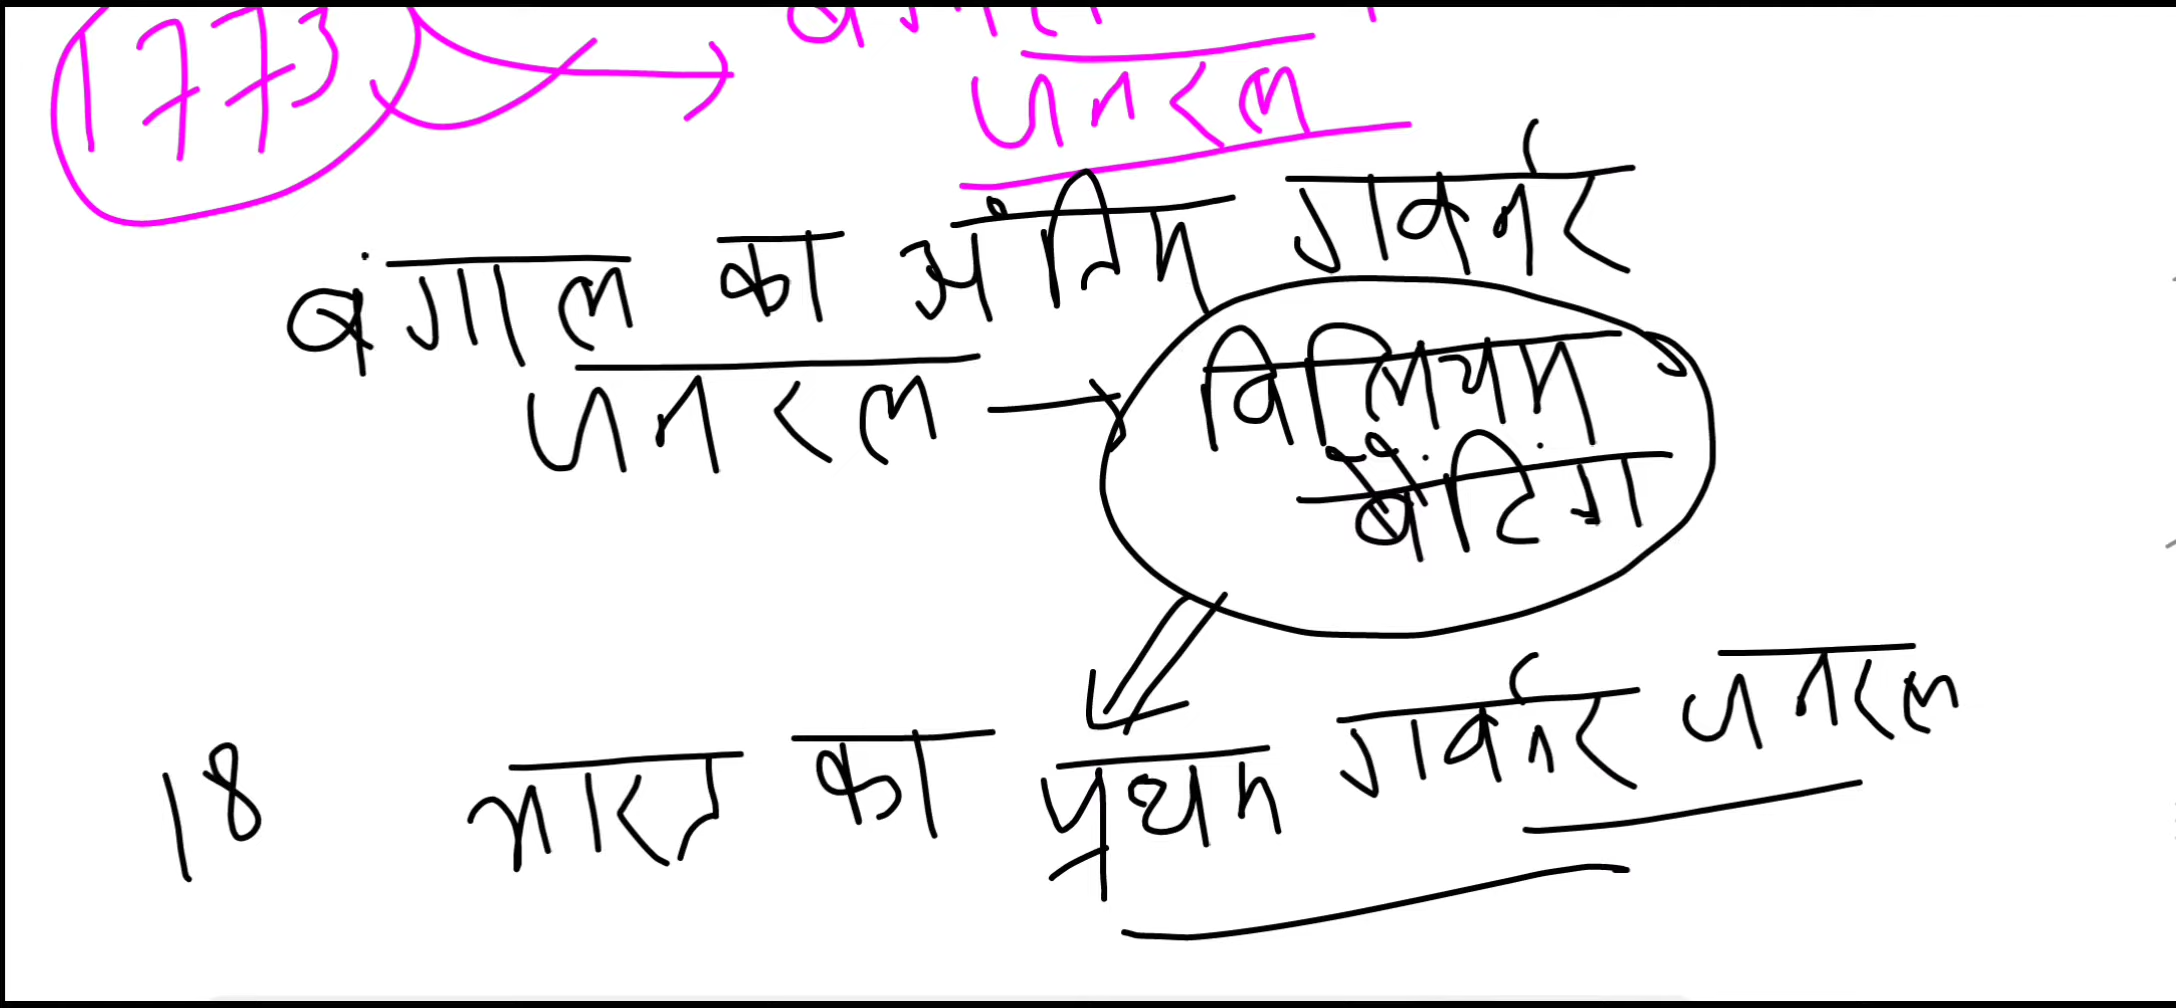 1773
जनरल
बंगाल का अंतिम गवर्नर
जनरल → विलियम
बैंटिंग
18 भारत का प्रथम गवर्नर जनरल